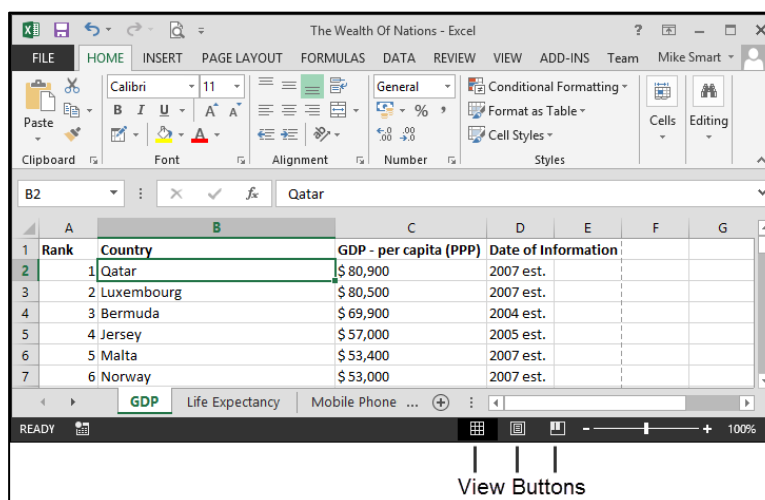 The Wealth Of Nations - Excel ?
FILE HOME INSERT PAGE LAYOUT FORMULAS DATA REVIEW VIEW ADD-INS Team Mike Smart
Calibri 11 General Conditional Formatting
B I U A A % , Format as Table
Paste A .00 .00 Cell Styles Cells Editing
Clipboard Font Alignment Number Styles
B2 fx Qatar
A B C D E F G
1 Rank Country GDP - per capita (PPP) Date of Information
2 1 Qatar $ 80,900 2007 est.
3 2 Luxembourg $ 80,500 2007 est.
4 3 Bermuda $ 69,900 2004 est.
5 4 Jersey $ 57,000 2005 est.
6 5 Malta $ 53,400 2007 est.
7 6 Norway $ 53,000 2007 est.
GDP Life Expectancy Mobile Phone ...
READY 100%
View Buttons